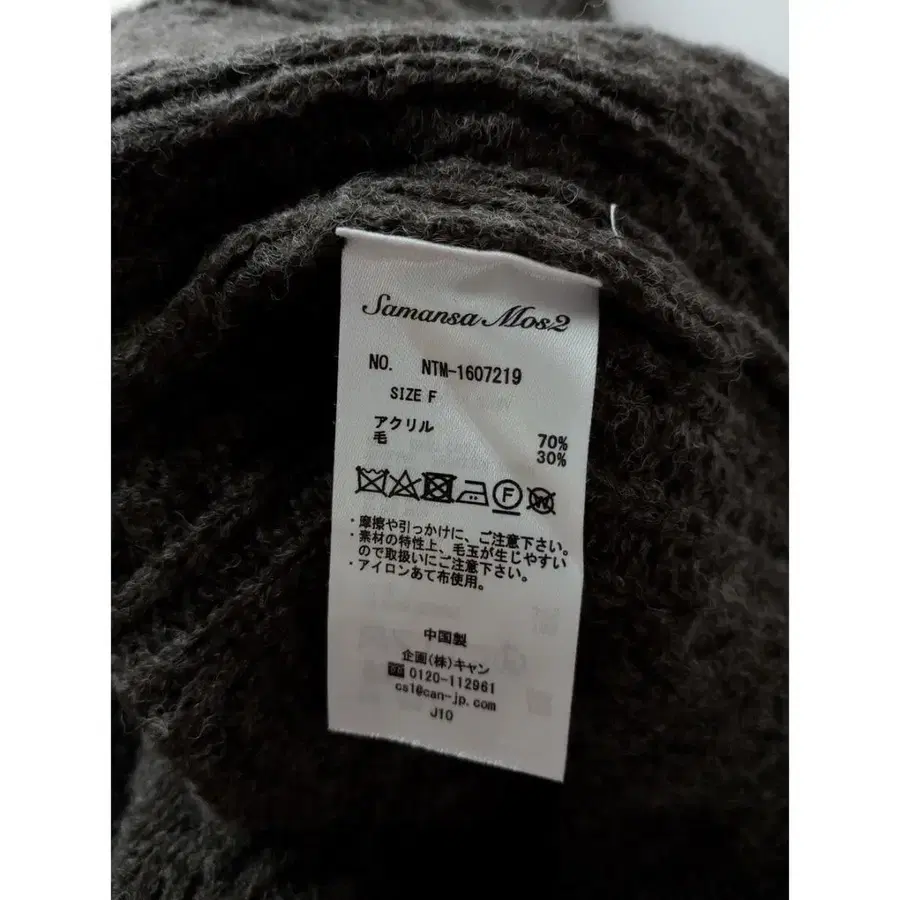 Samansa Mos2
NO. NTM-1607219
SIZE F
アクリル 70%
毛 30%
F
W
・摩擦や引っかけに、ご注意下さい。
・素材の特性上、毛玉が生じやすい
ので取扱いにご注意下さい。
・アイロンあて布使用。
中国製
企画(株)キャン
0120-112961
cs1@can-jp.com
J10